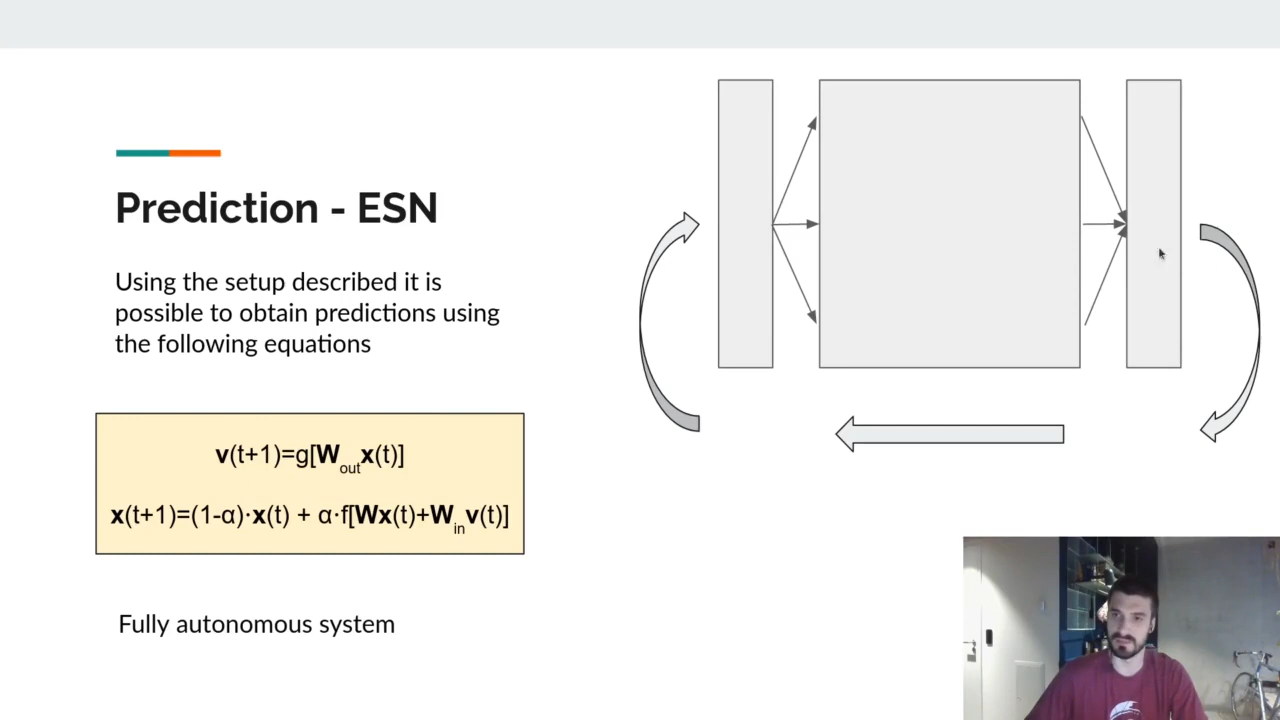 Prediction - ESN
Using the setup described it is
possible to obtain predictions using
the following equations
v(t+1)=g[W_out x(t)]
x(t+1)=(1-α)·x(t) + α·f[Wx(t)+W_in v(t)]
Fully autonomous system